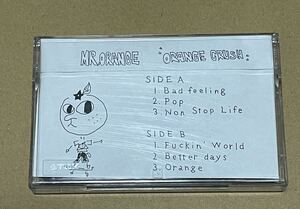 MR.ORANGE "ORANGE CRUSH"
SIDE A
1. Bad feeling
2. Pop
3. Non Stop Life
SIDE B
1. Fuckin' World
2. Better days
3. Orange